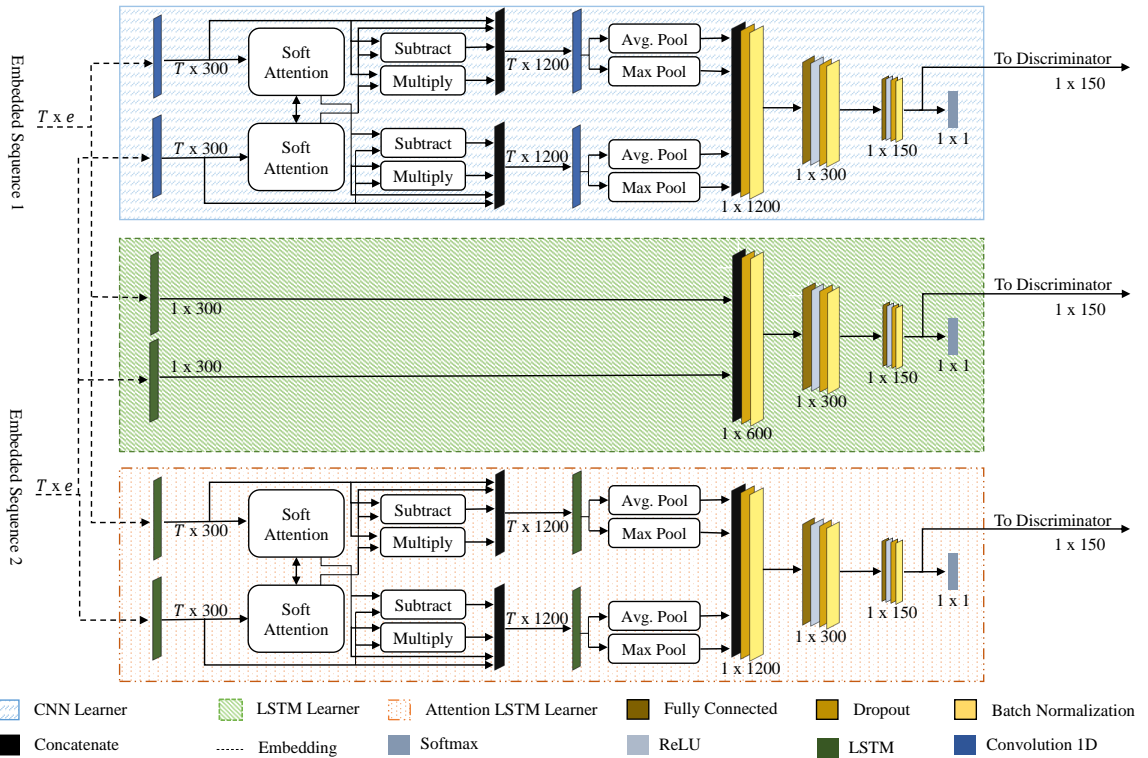 Embedded Sequence 1
T x e
Embedded Sequence 2
T x e
T x 300
Soft
Attention
Subtract
Multiply
T x 1200
Avg. Pool
Max Pool
T x 300
Soft
Attention
Subtract
Multiply
T x 1200
Avg. Pool
Max Pool
1 x 1200
1 x 300
1 x 150
1 x 1
To Discriminator
1 x 150
1 x 300
1 x 300
1 x 600
1 x 300
1 x 150
1 x 1
To Discriminator
1 x 150
T x 300
Soft
Attention
Subtract
Multiply
T x 1200
Avg. Pool
Max Pool
T x 300
Soft
Attention
Subtract
Multiply
T x 1200
Avg. Pool
Max Pool
1 x 1200
1 x 300
1 x 150
1 x 1
To Discriminator
1 x 150
CNN Learner
LSTM Learner
Attention LSTM Learner
Fully Connected
Dropout
Batch Normalization
Concatenate
Embedding
Softmax
ReLU
LSTM
Convolution 1D